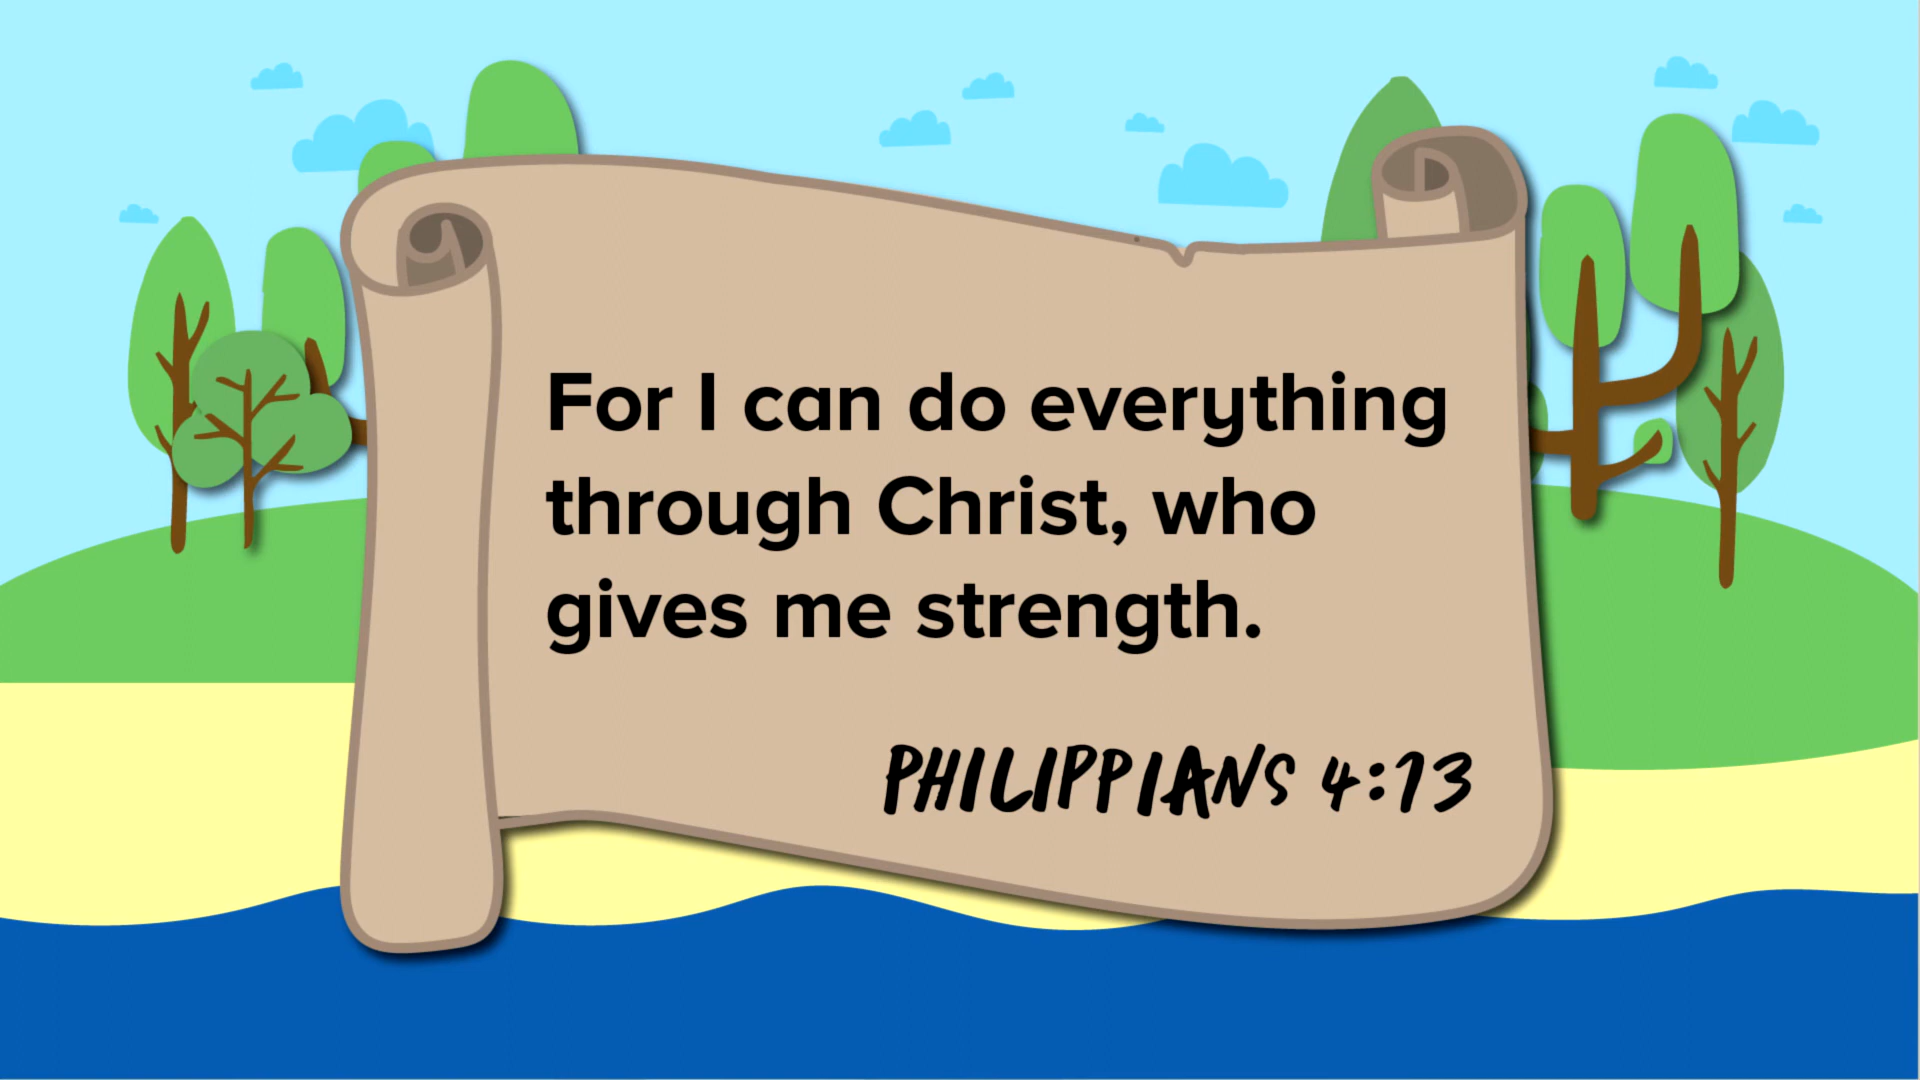 For I can do everything
through Christ, who
gives me strength.
PHILIPPIANS 4:13